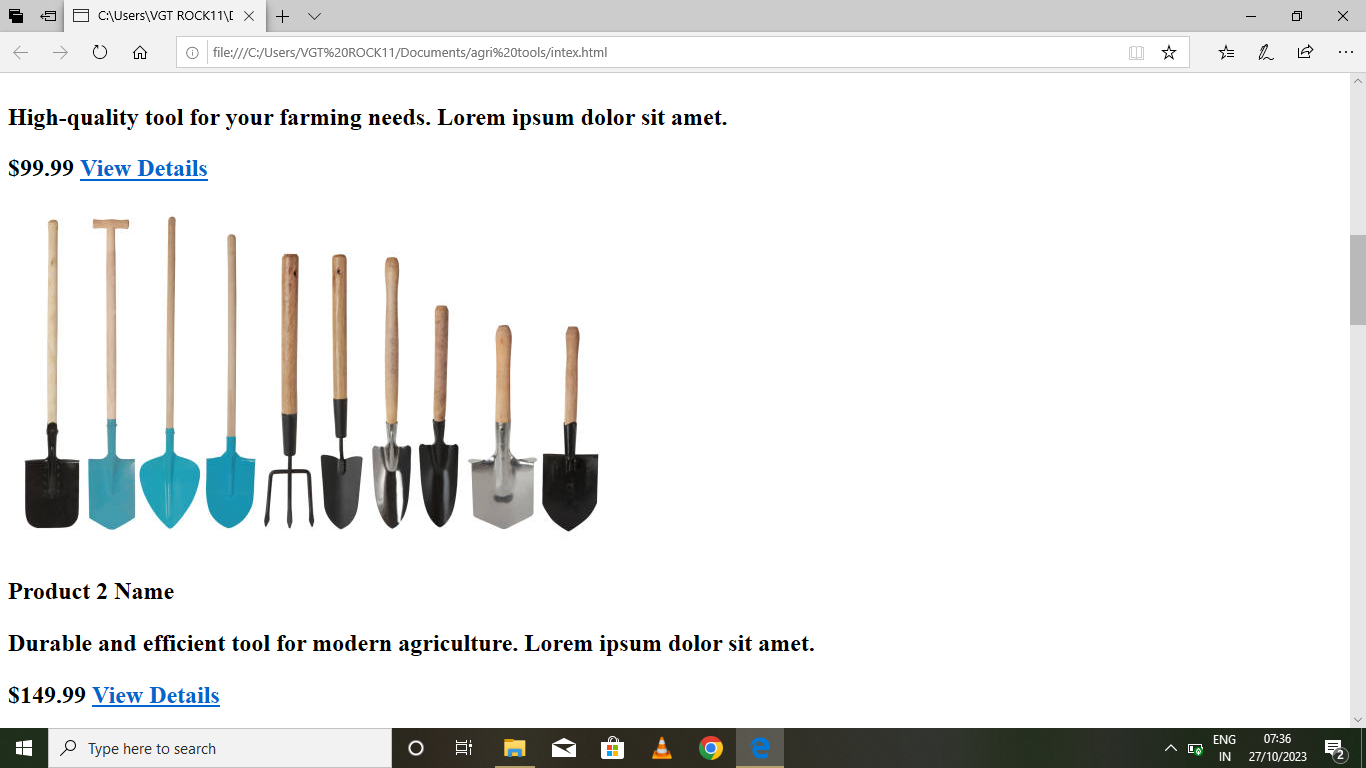 C:\Users\VGT ROCK11\D
file:///C:/Users/VGT%20ROCK11/Documents/agri%20tools/intex.html
High-quality tool for your farming needs. Lorem ipsum dolor sit amet.
$99.99 View Details
Product 2 Name
Durable and efficient tool for modern agriculture. Lorem ipsum dolor sit amet.
$149.99 View Details
Type here to search
ENG
IN
07:36
27/10/2023
2